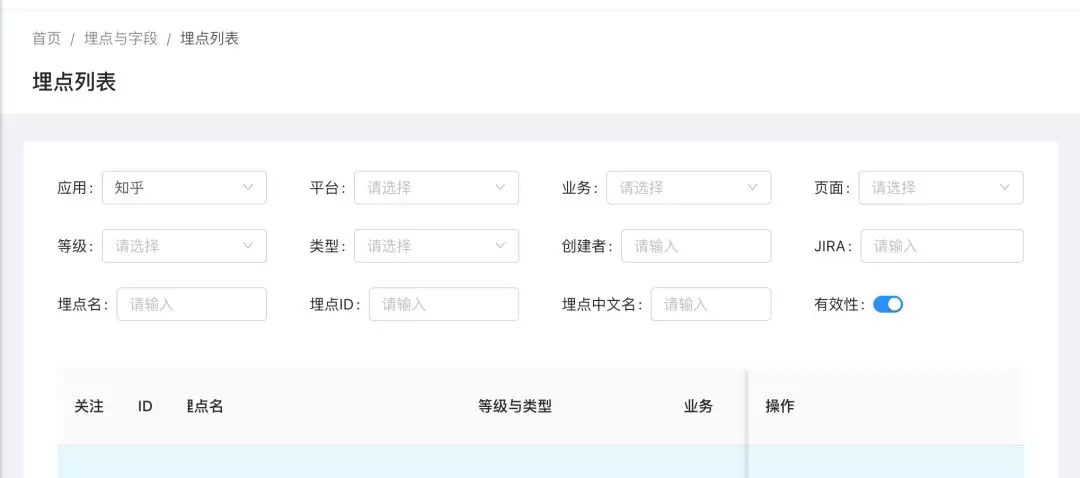 首页 / 埋点与字段 / 埋点列表
埋点列表
应用: 知乎 平台: 请选择 业务: 请选择 页面: 请选择
等级: 请选择 类型: 请选择 创建者: 请输入 JIRA: 请输入
埋点名: 请输入 埋点ID: 请输入 埋点中文名: 请输入 有效性:
关注 ID 点名 等级与类型 业务 操作